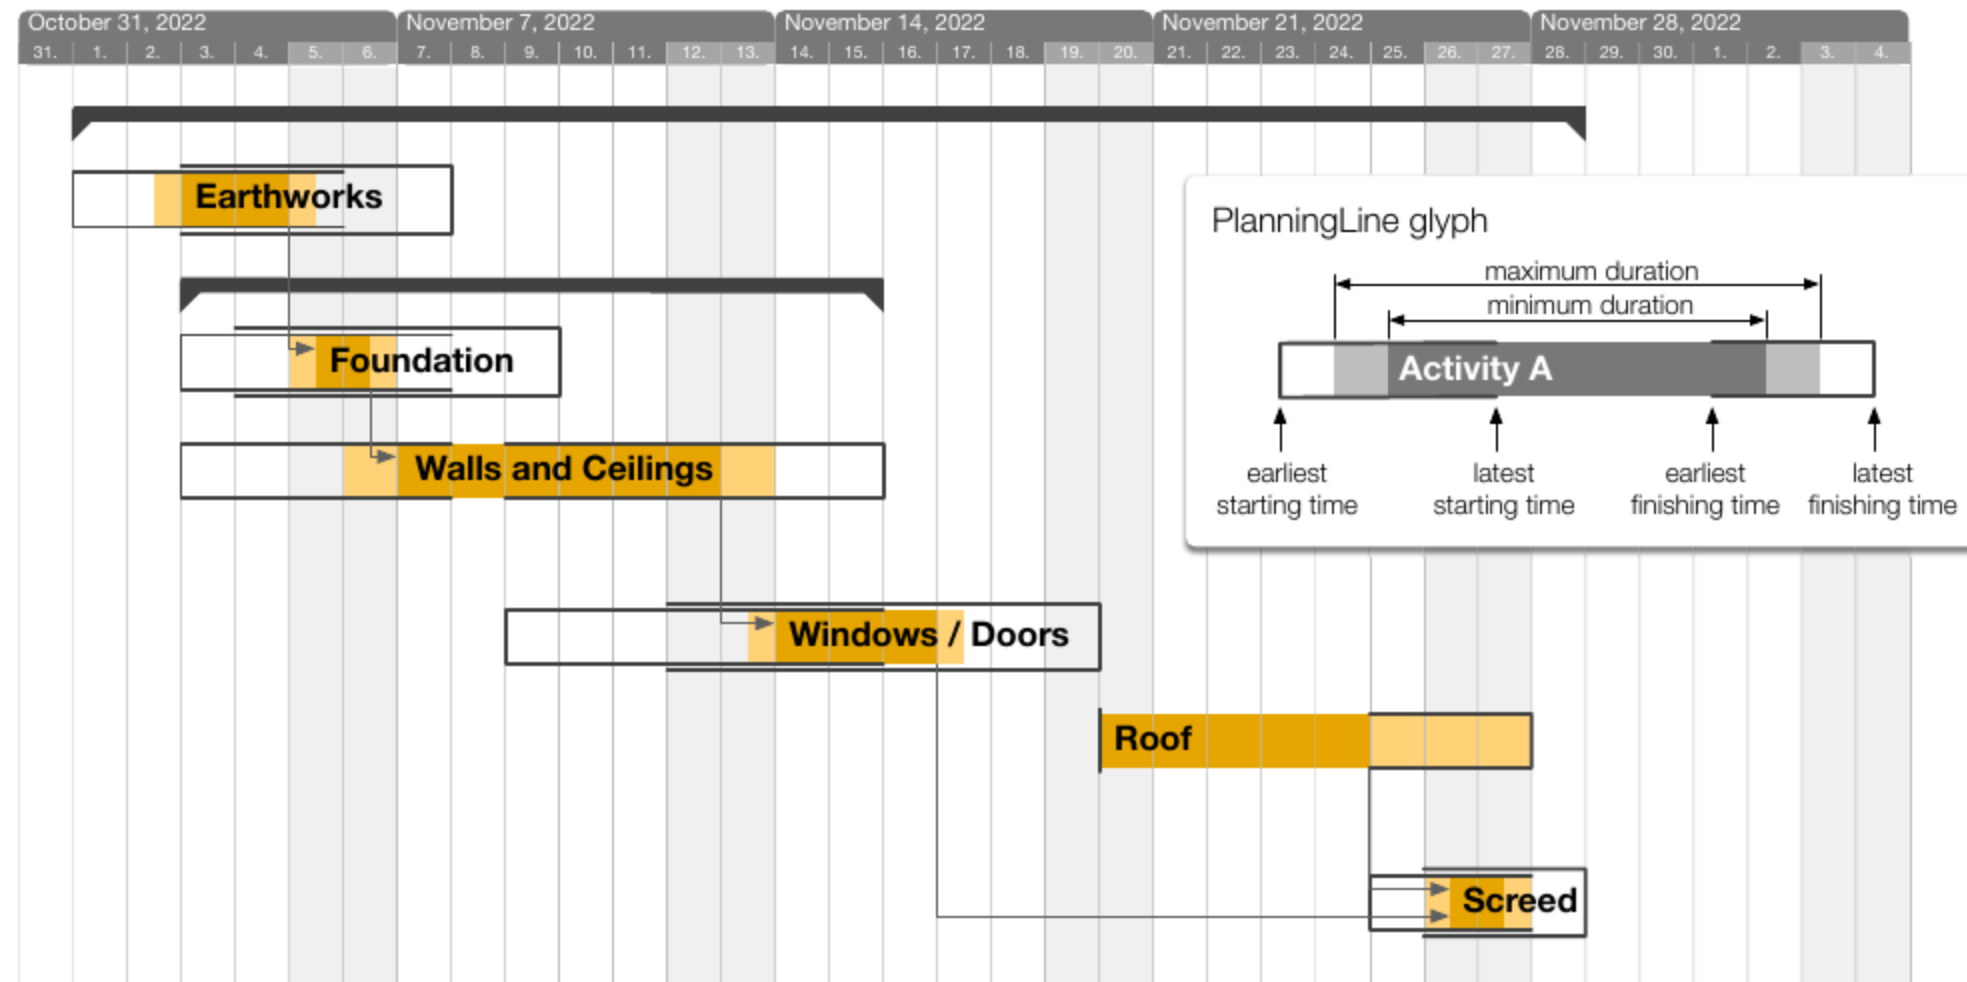 October 31, 2022 November 7, 2022 November 14, 2022 November 21, 2022 November 28, 2022
31. 1. 2. 3. 4. 5. 6. 7. 8. 9. 10. 11. 12. 13. 14. 15. 16. 17. 18. 19. 20. 21. 22. 23. 24. 25. 26. 27. 28. 29. 30. 1. 2. 3. 4.
Earthworks
Foundation
Walls and Ceilings
Windows / Doors
Roof
Screed
PlanningLine glyph
maximum duration
minimum duration
Activity A
earliest
starting time
latest
starting time
earliest
finishing time
latest
finishing time